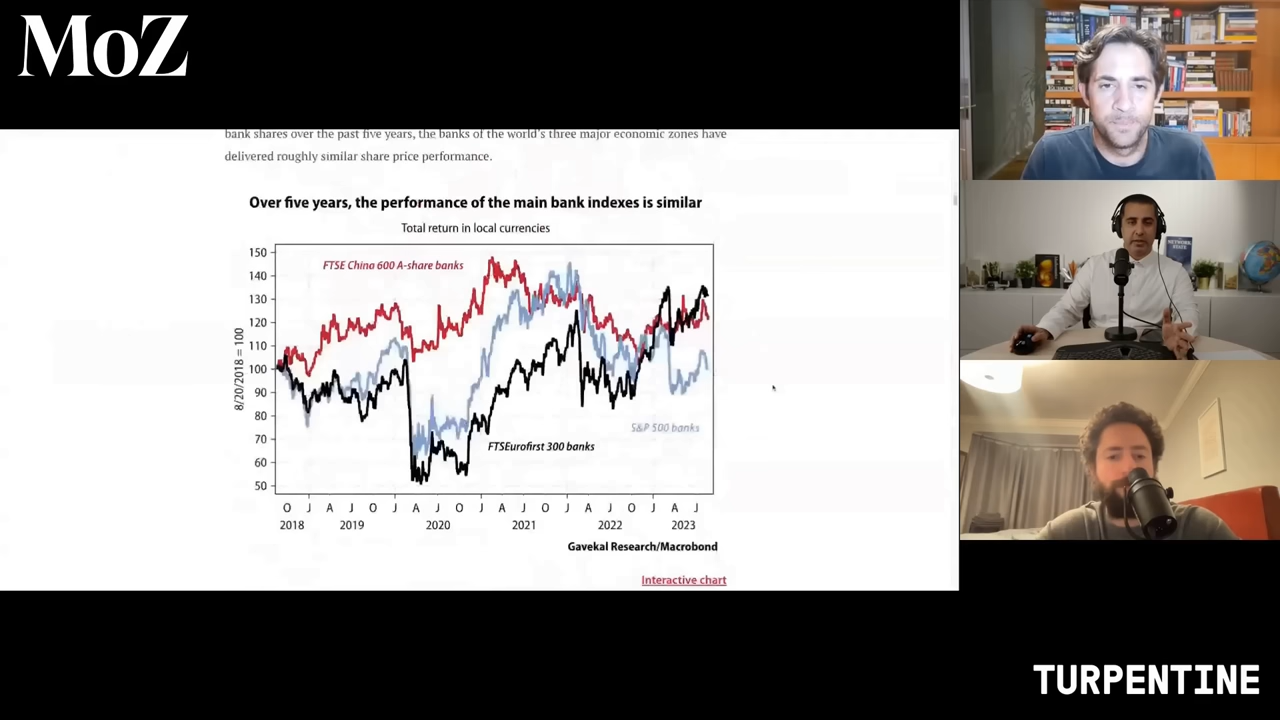 MoZ
bank shares over the past five years, the banks of the world's three major economic zones have
delivered roughly similar share price performance.
Over five years, the performance of the main bank indexes is similar
Total return in local currencies
8/20/2018 = 100
150
140
130
120
110
100
90
80
70
60
50
FTSE China 600 A-share banks
S&P 500 banks
FTSEurofirst 300 banks
O J A J O J A J O J A J O J A J O J A J
2018 2019 2020 2021 2022 2023
Gavekal Research/Macrobond
Interactive chart
NETWORK
STATE
TURPENTINE